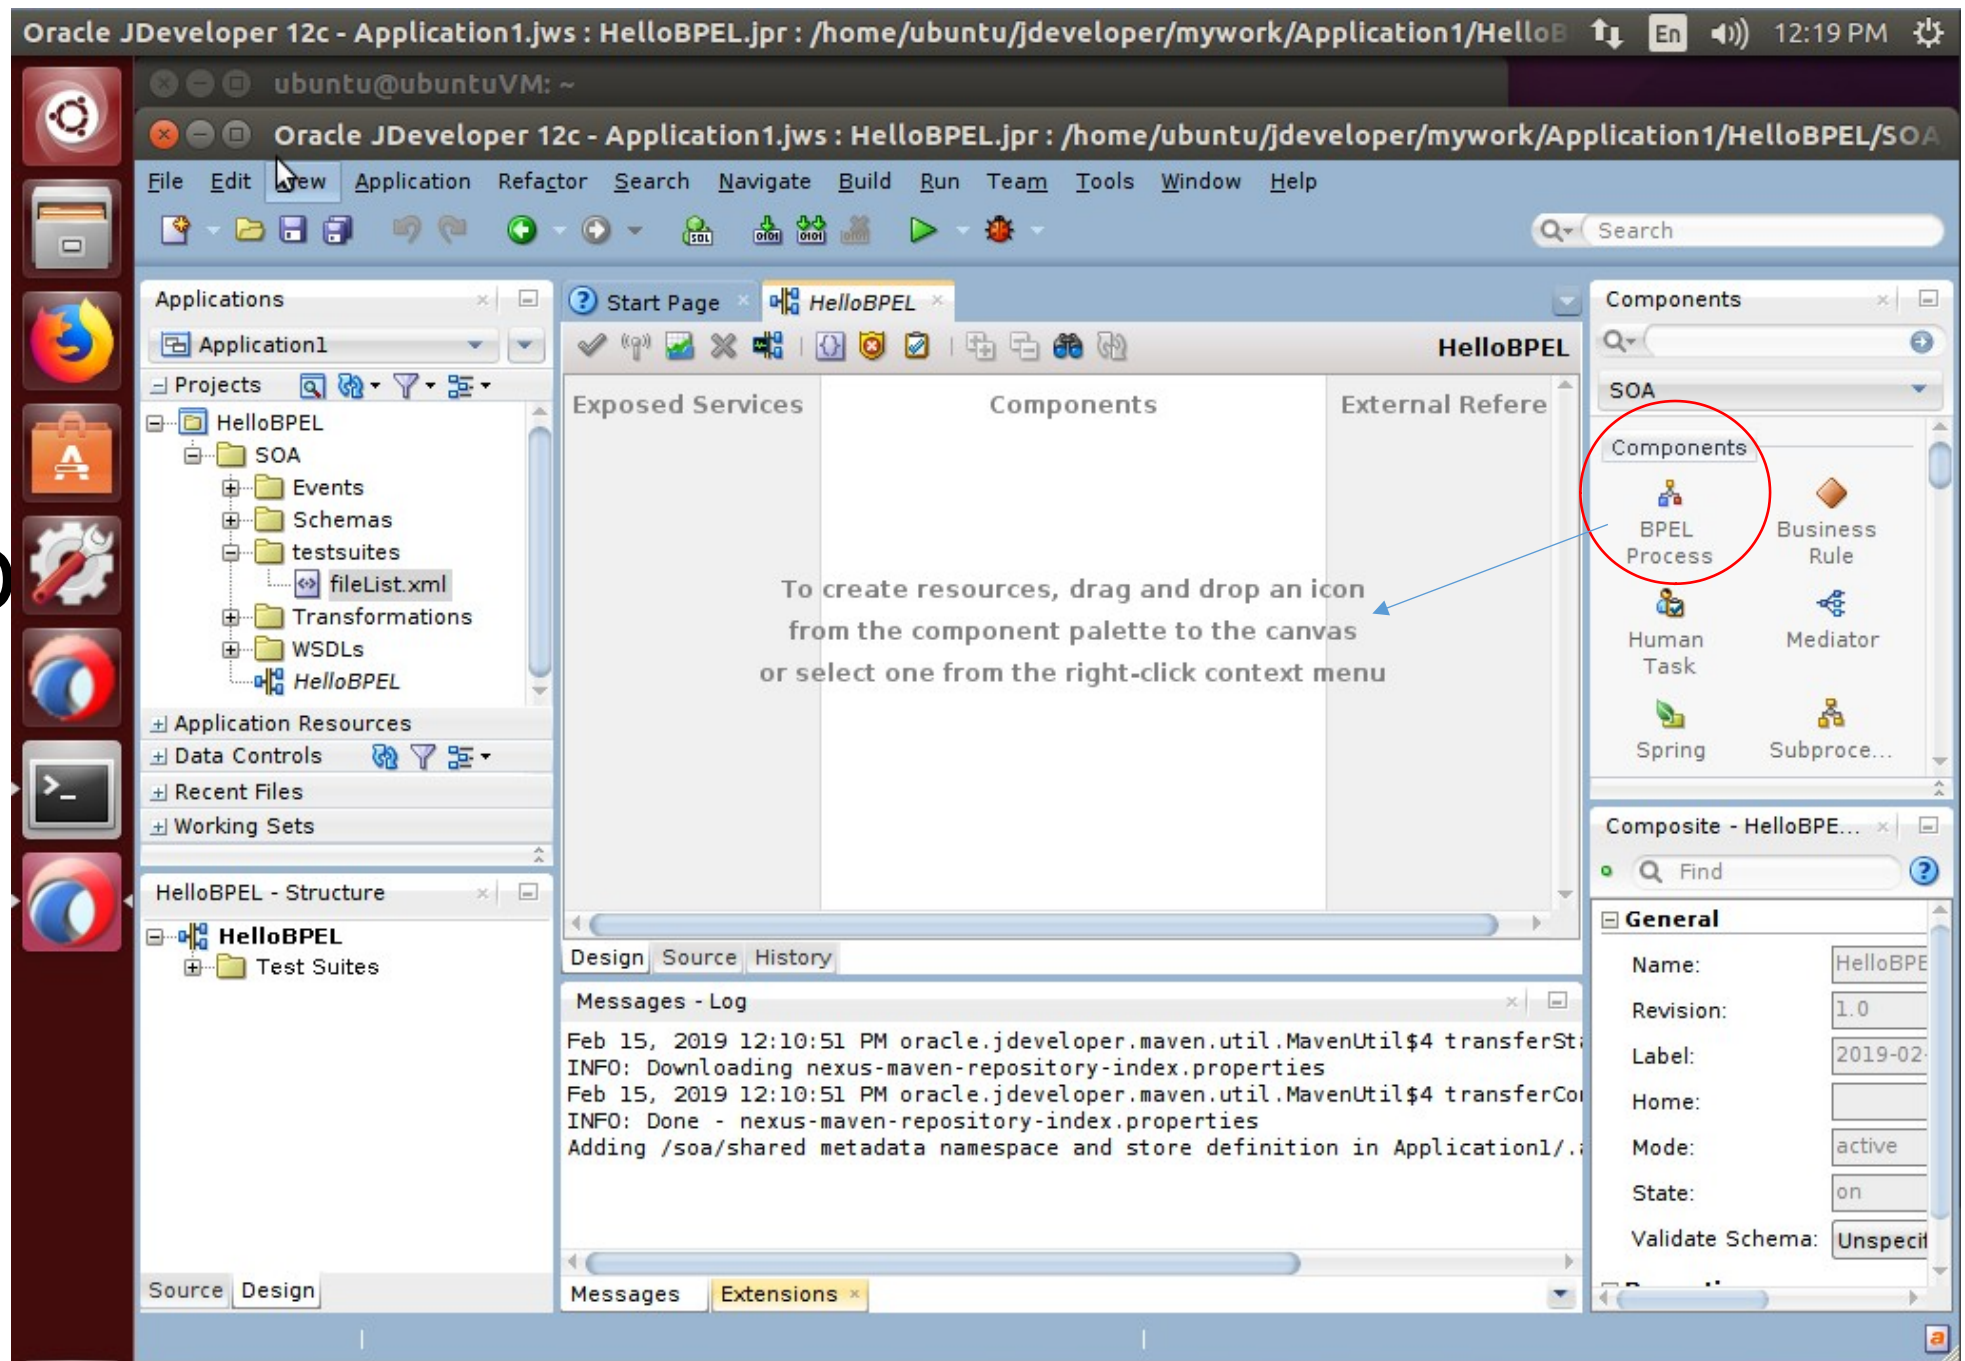 Oracle JDeveloper 12c - Application1.jws : HelloBPEL.jpr : /home/ubuntu/jdeveloper/mywork/Application1/HelloB En 12:19 PM
ubuntu@ubuntuVM: ~
Oracle JDeveloper 12c - Application1.jws : HelloBPEL.jpr : /home/ubuntu/jdeveloper/mywork/Application1/HelloBPEL/SOA
File Edit View Application Refactor Search Navigate Build Run Team Tools Window Help
Search
Applications
Application1
Projects
HelloBPEL
SOA
Events
Schemas
testsuites
fileList.xml
Transformations
WSDLs
HelloBPEL
Application Resources
Data Controls
Recent Files
Working Sets
HelloBPEL - Structure
HelloBPEL
Test Suites
Source Design
Start Page HelloBPEL
HelloBPEL
Exposed Services Components External Refere
To create resources, drag and drop an icon
from the component palette to the canvas
or select one from the right-click context menu
Design Source History
Messages - Log
Feb 15, 2019 12:10:51 PM oracle.jdeveloper.maven.util.MavenUtil$4 transferSta
INFO: Downloading nexus-maven-repository-index.properties
Feb 15, 2019 12:10:51 PM oracle.jdeveloper.maven.util.MavenUtil$4 transferCo
INFO: Done - nexus-maven-repository-index.properties
Adding /soa/shared metadata namespace and store definition in Application1/.a
Messages Extensions
Components
SOA
Components
BPEL Process
Business Rule
Human Task
Mediator
Spring
Subproce...
Composite - HelloBPE...
Find
General
Name: HelloBPE
Revision: 1.0
Label: 2019-02-
Home:
Mode: active
State: on
Validate Schema: Unspecif